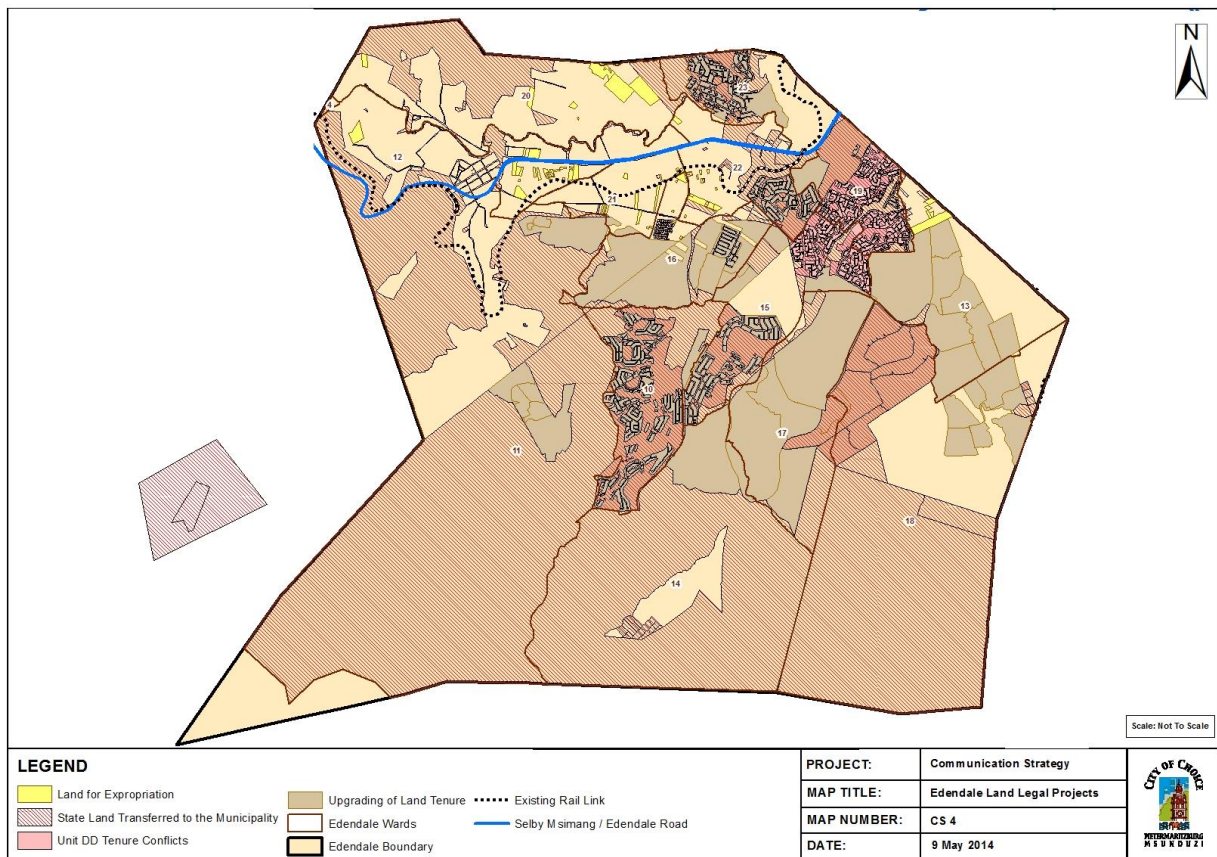 N
23
20
4
12
22
19
21
16
13
15
10
17
11
18
14
Scale: Not To Scale
LEGEND
Land for Expropriation
State Land Transferred to the Municipality
Unit DD Tenure Conflicts
Upgrading of Land Tenure
Edendale Wards
Edendale Boundary
Existing Rail Link
Selby Msimang / Edendale Road
PROJECT: Communication Strategy
MAP TITLE: Edendale Land Legal Projects
MAP NUMBER: CS 4
DATE: 9 May 2014
CITY OF CHOICE
PIETERMARITZBURG
MSUNDUZI